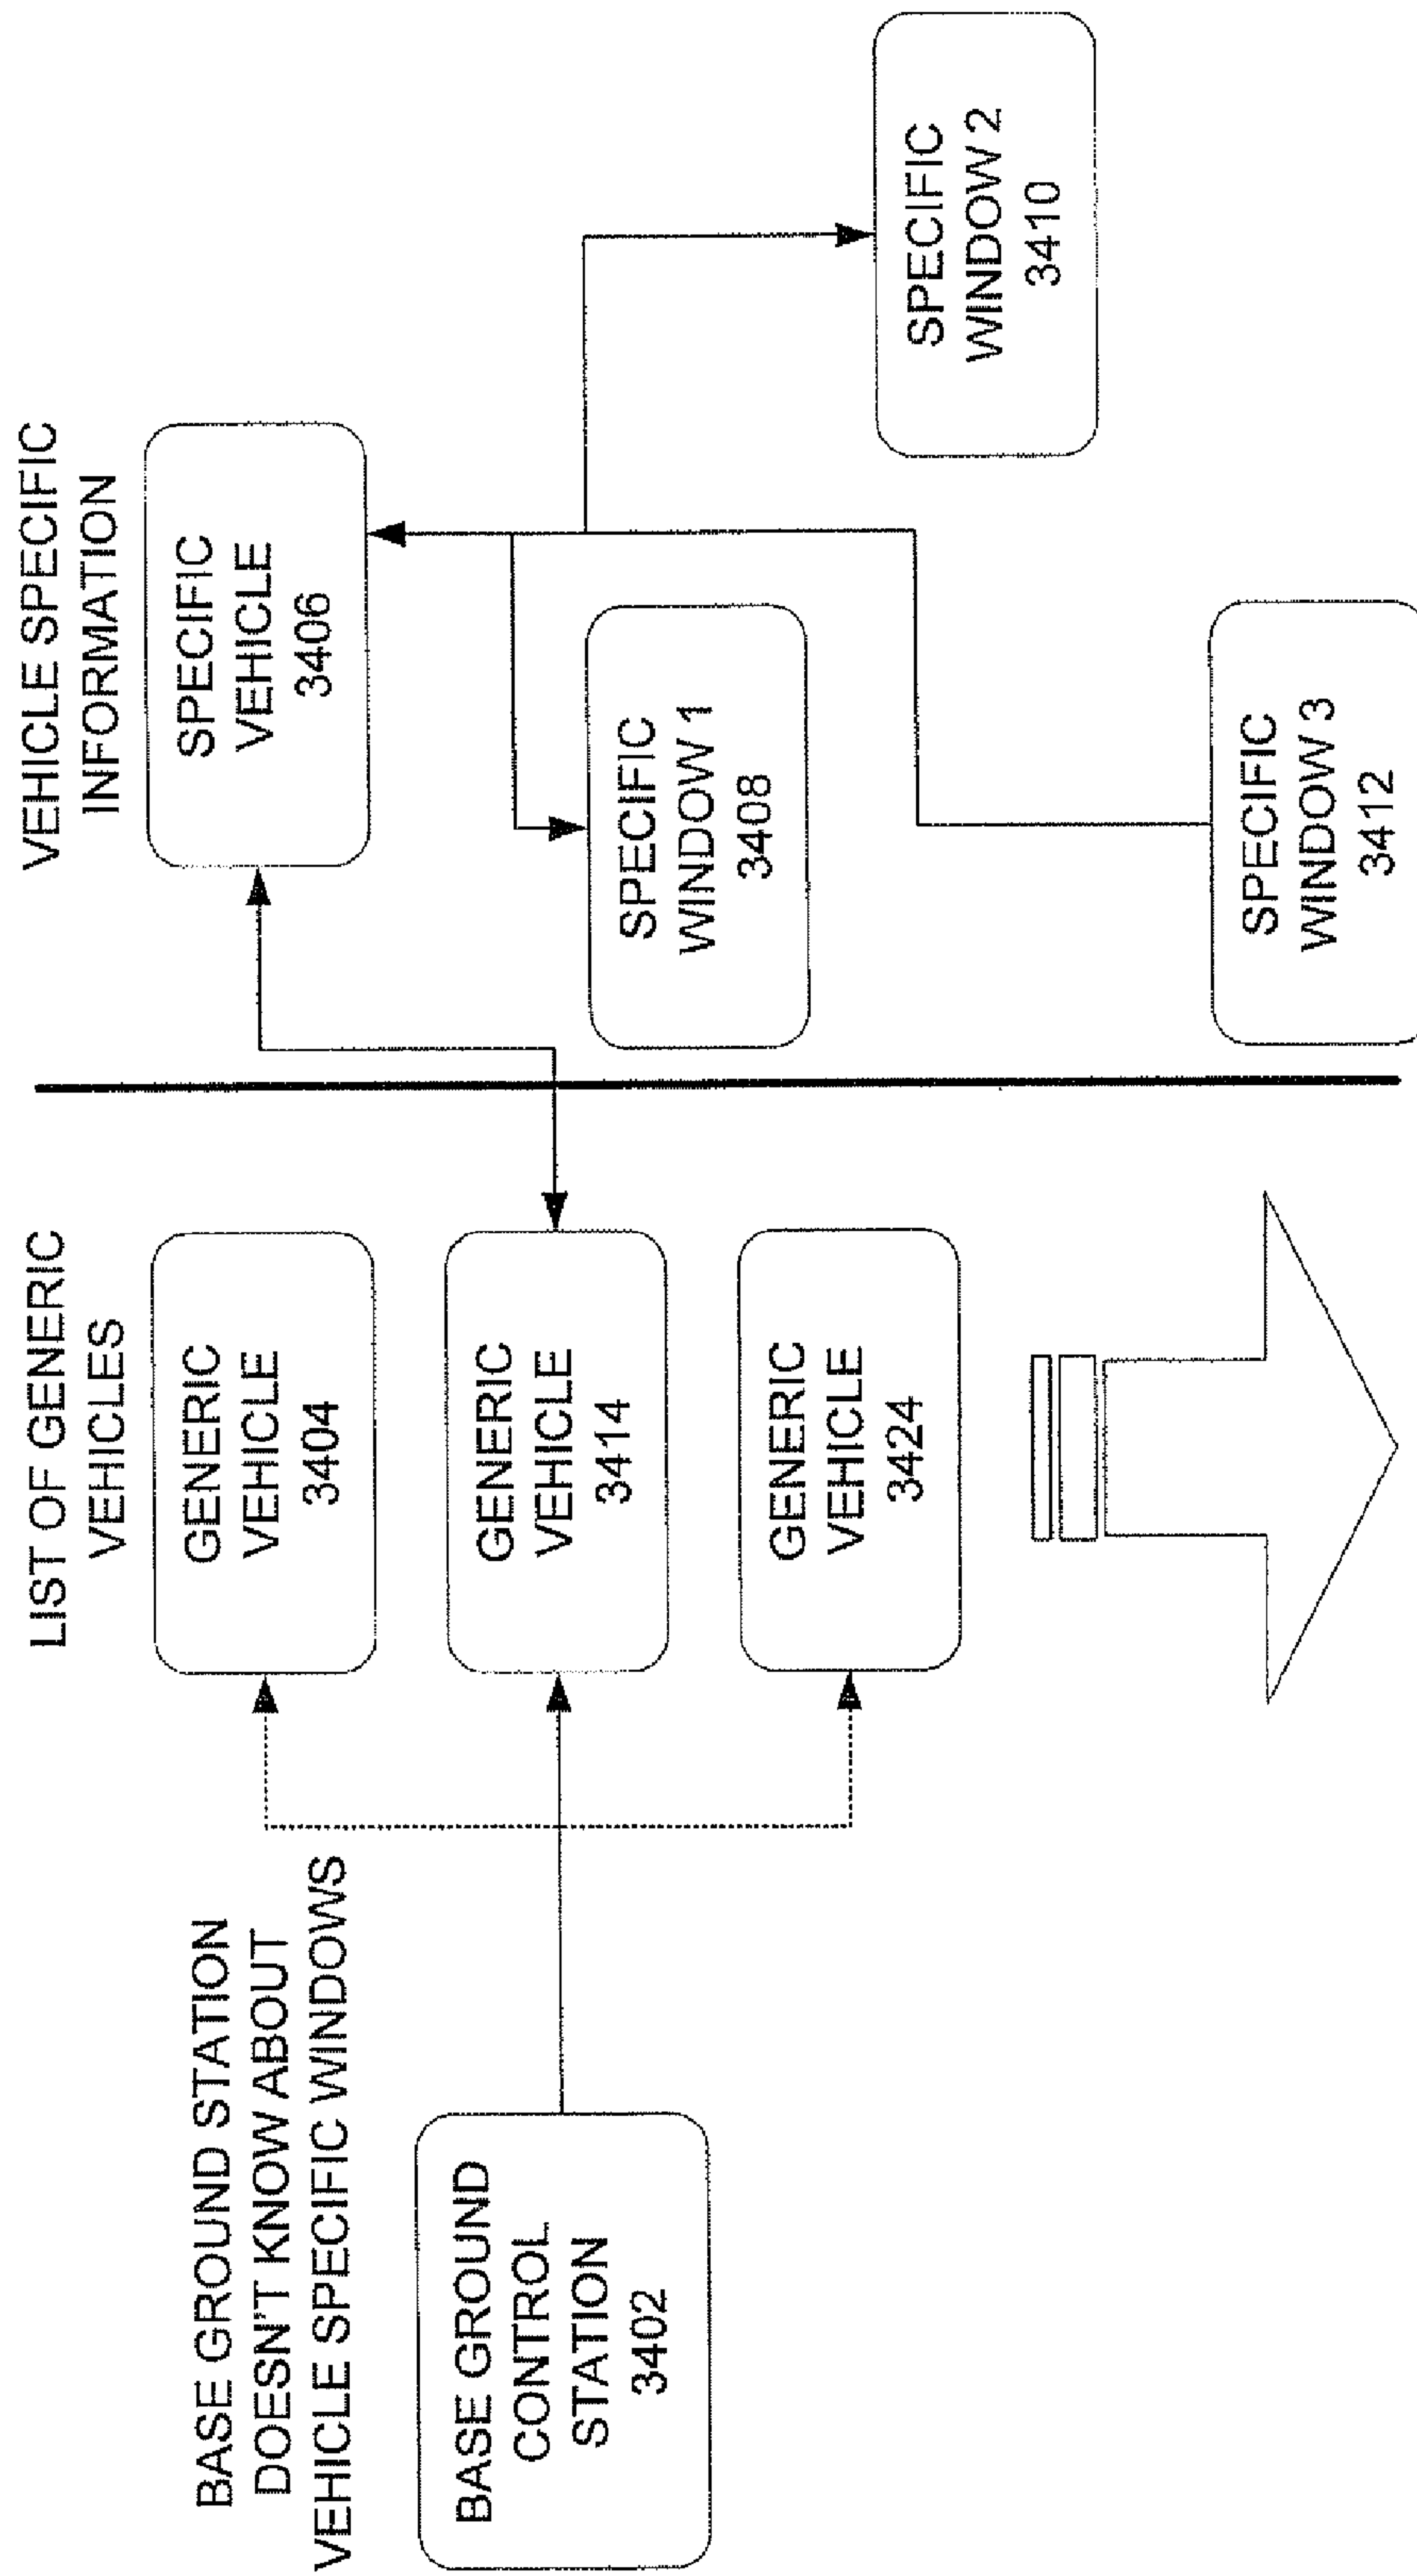 BASE GROUND STATION
DOESN'T KNOW ABOUT
VEHICLE SPECIFIC WINDOWS
BASE GROUND
CONTROL
STATION
3402
LIST OF GENERIC
VEHICLES
GENERIC
VEHICLE
3404
GENERIC
VEHICLE
3414
GENERIC
VEHICLE
3424
VEHICLE SPECIFIC
INFORMATION
SPECIFIC
VEHICLE
3406
SPECIFIC
WINDOW 1
3408
SPECIFIC
WINDOW 2
3410
SPECIFIC
WINDOW 3
3412